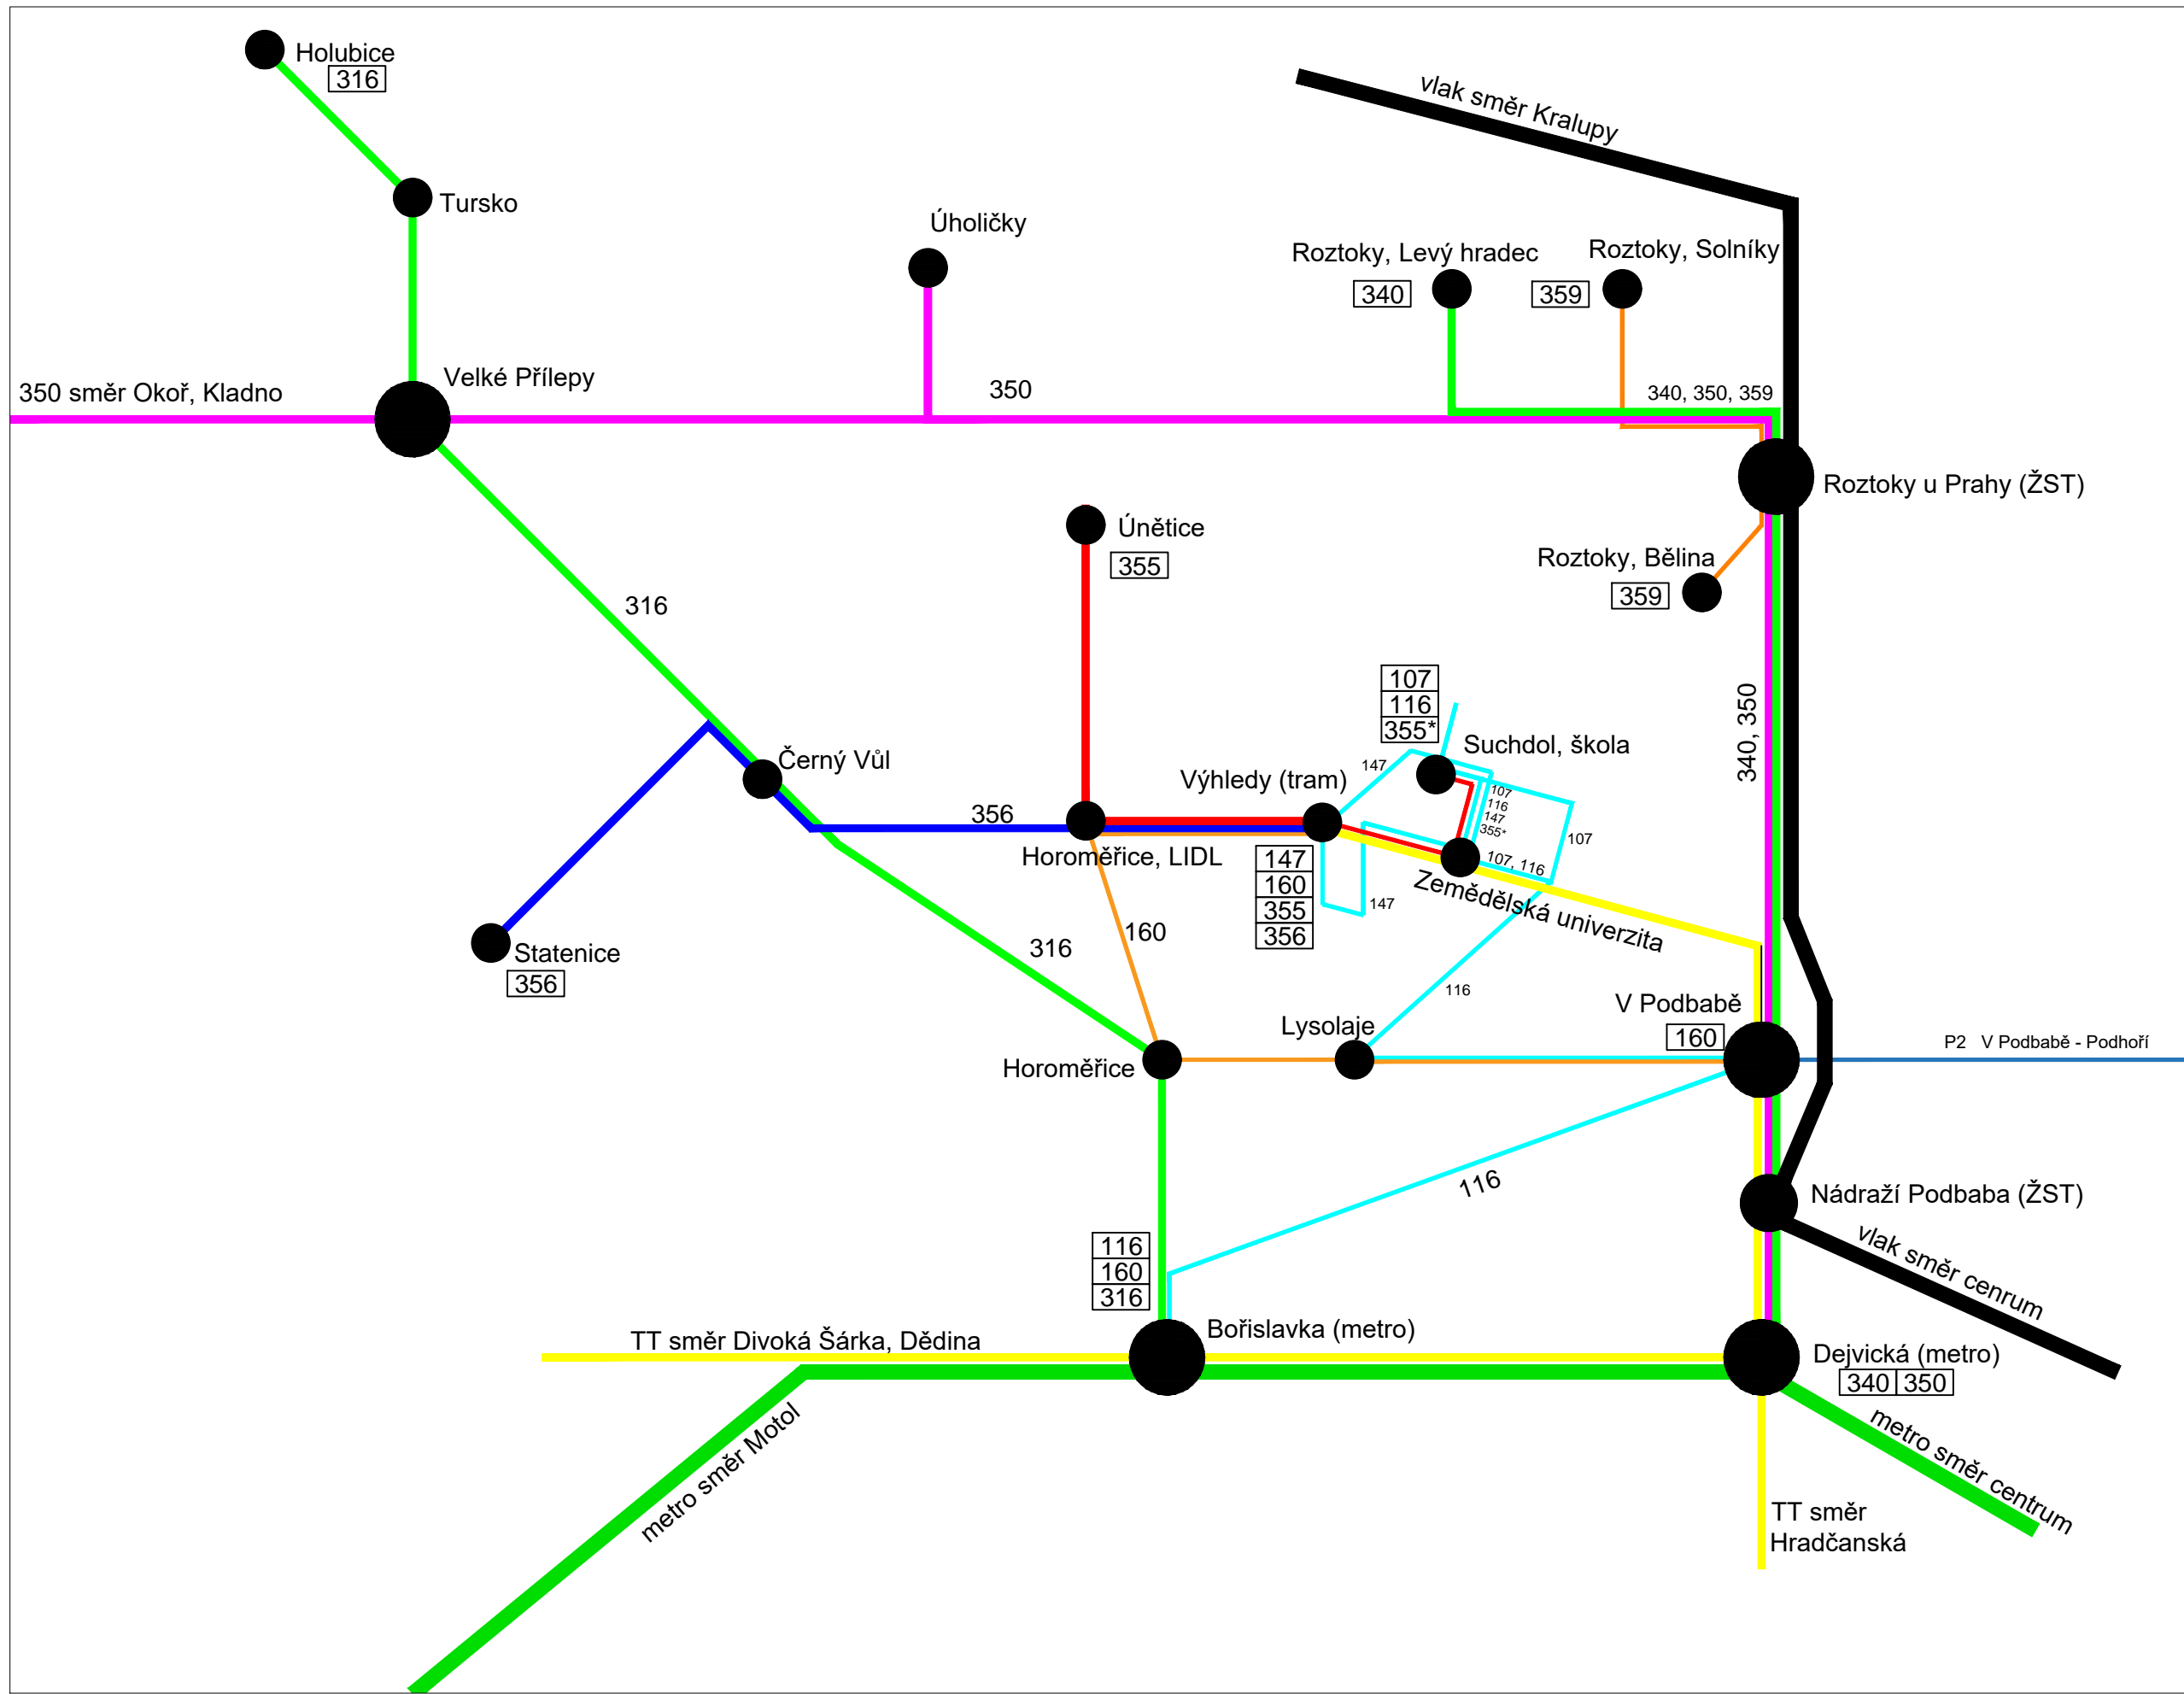 Holubice
316
vlak směr Kralupy
Tursko
Úholičky
Roztoky, Levý hradec
340
Roztoky, Solníky
359
350 směr Okoř, Kladno
Velké Přílepy
350
340, 350, 359
Roztoky u Prahy (ŽST)
Únětice
355
Roztoky, Bělina
359
316
340, 350
107
116
355*
Suchdol, škola
Černý Vůl
Výhledy (tram)
147
107
116
147
355*
107
356
Horoměřice, LIDL
107, 116
147
160
355
356
147
Zemědělská univerzita
Statenice
356
316
160
116
V Podbabě
160
Lysolaje
Horoměřice
P2 V Podbabě - Podhoří
116
Nádraží Podbaba (ŽST)
vlak směr cenrum
116
160
316
Bořislavka (metro)
TT směr Divoká Šárka, Dědina
Dejvická (metro)
340 350
metro směr Motol
metro směr centrum
TT směr
Hradčanská